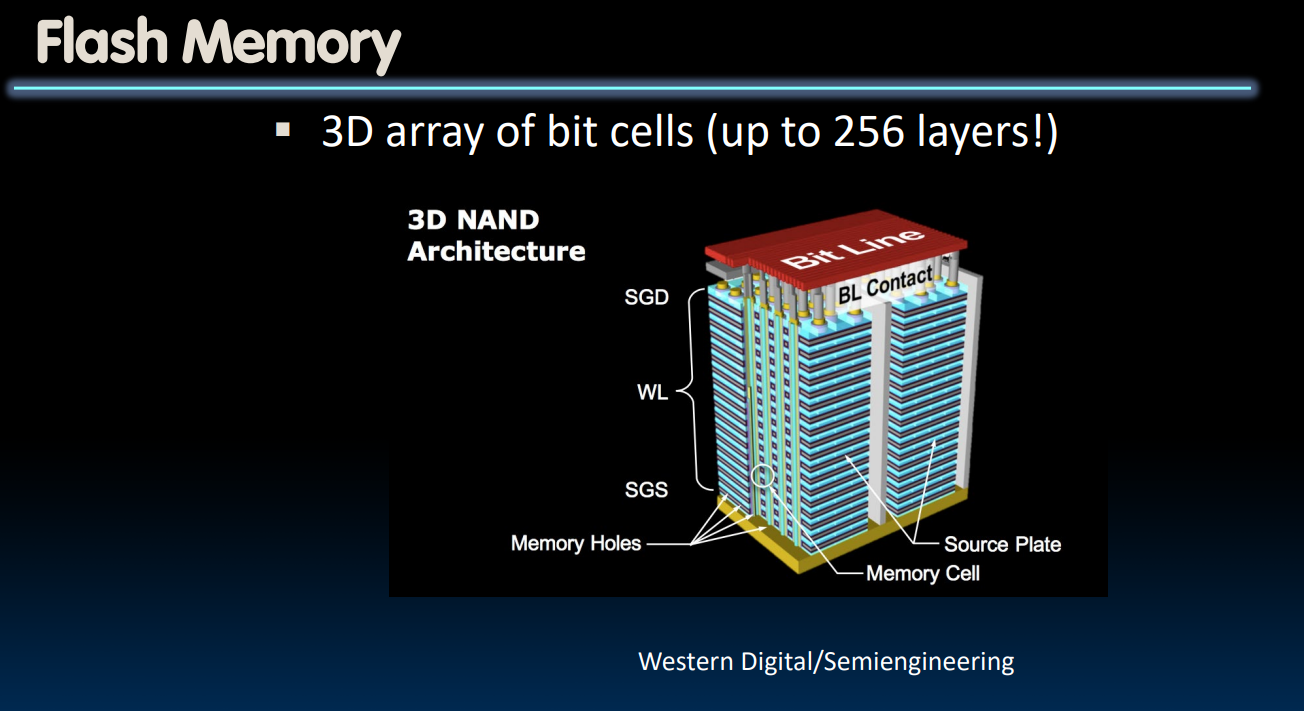 Flash Memory
▪ 3D array of bit cells (up to 256 layers!)
3D NAND
Architecture
Bit Line
BL Contact
SGD
WL
SGS
Memory Holes
Source Plate
Memory Cell
Western Digital/Semiengineering